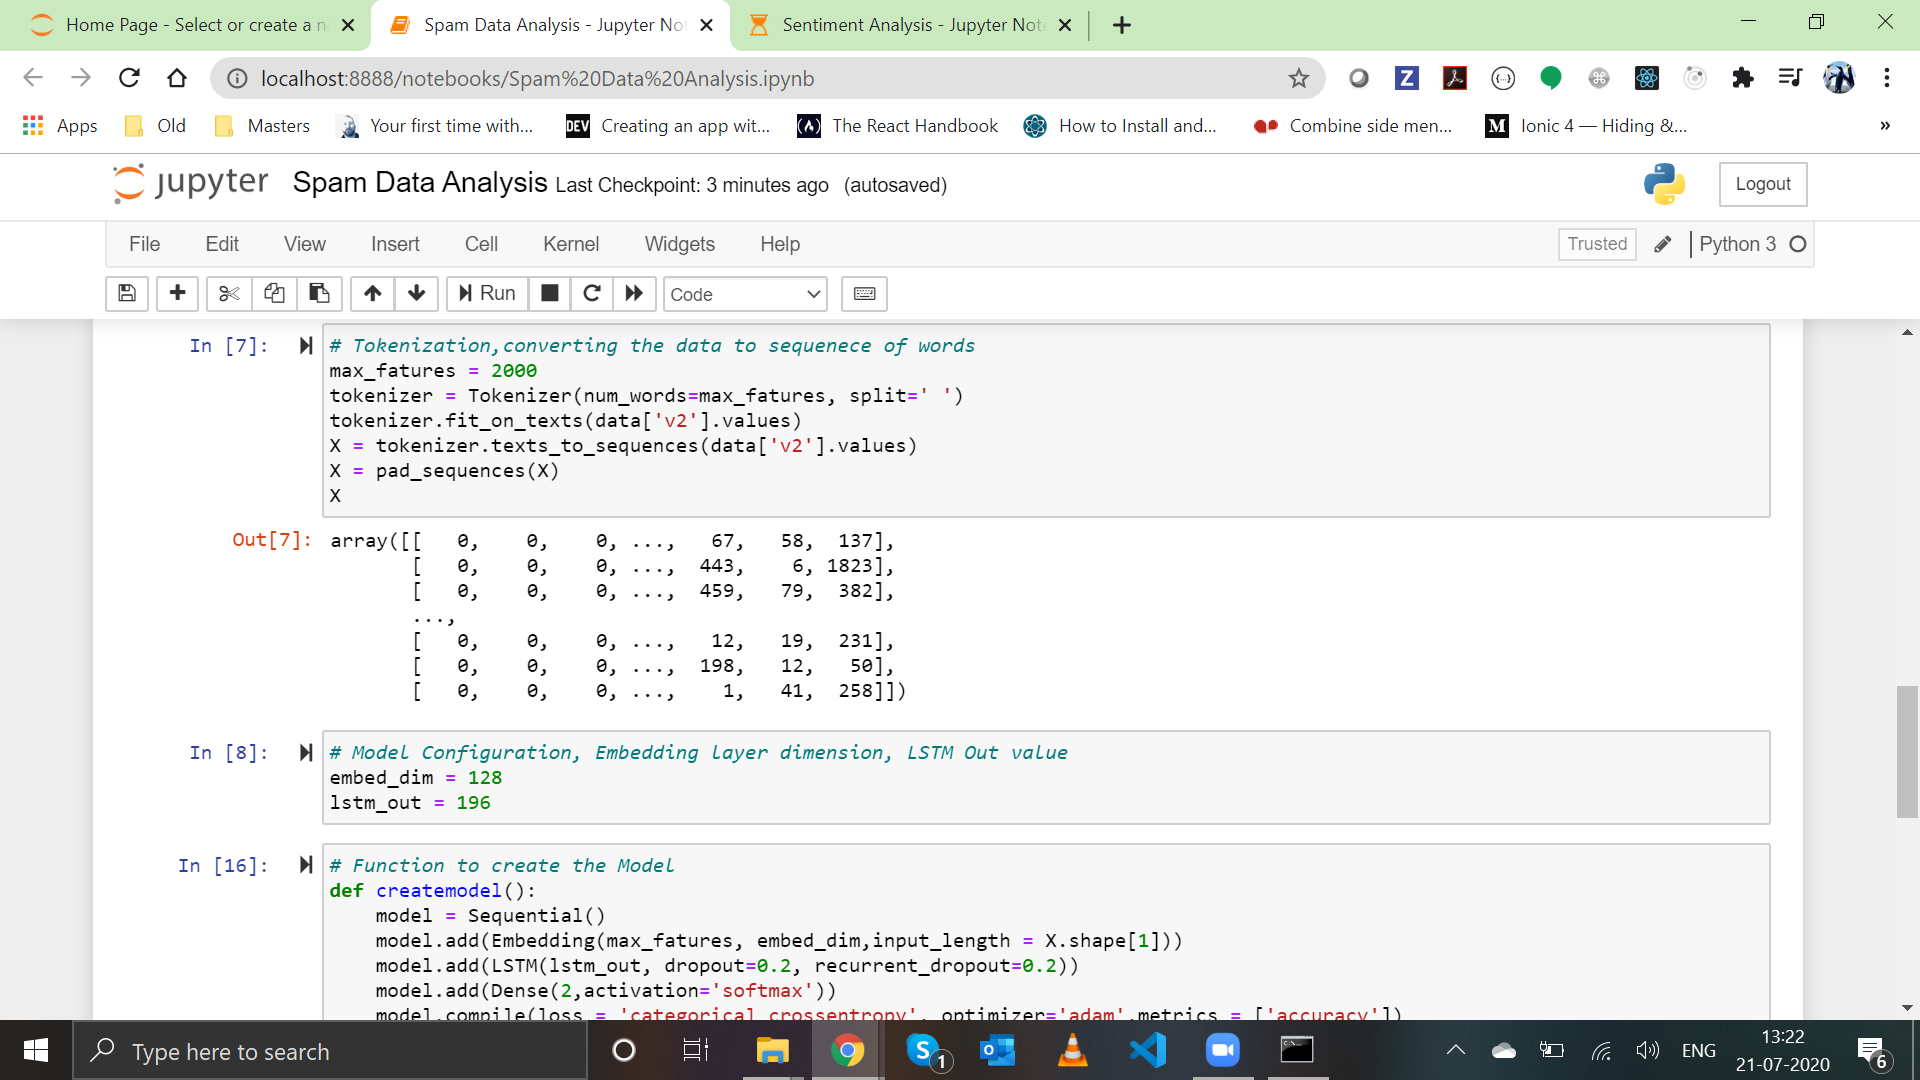 Home Page - Select or create a n
Spam Data Analysis - Jupyter Not
Sentiment Analysis - Jupyter Note
localhost:8888/notebooks/Spam%20Data%20Analysis.ipynb
Apps
Old
Masters
Your first time with...
DEV
Creating an app wit...
The React Handbook
How to Install and...
Combine side men...
M
Ionic 4 — Hiding &...
»
jupyter
Spam Data Analysis Last Checkpoint: 3 minutes ago (autosaved)
Logout
File Edit View Insert Cell Kernel Widgets Help
Trusted
Python 3
Run
Code
In [7]:
# Tokenization,converting the data to sequenece of words
max_fatures = 2000
tokenizer = Tokenizer(num_words=max_fatures, split=' ')
tokenizer.fit_on_texts(data['v2'].values)
X = tokenizer.texts_to_sequences(data['v2'].values)
X = pad_sequences(X)
X
Out[7]:
array([[   0,    0,    0, ...,   67,   58,  137],
[   0,    0,    0, ...,  443,    6, 1823],
[   0,    0,    0, ...,  459,   79,  382],
...,
[   0,    0,    0, ...,   12,   19,  231],
[   0,    0,    0, ...,  198,   12,   50],
[   0,    0,    0, ...,    1,   41,  258]])
In [8]:
# Model Configuration, Embedding layer dimension, LSTM Out value
embed_dim = 128
lstm_out = 196
In [16]:
# Function to create the Model
def createmodel():
model = Sequential()
model.add(Embedding(max_fatures, embed_dim,input_length = X.shape[1]))
model.add(LSTM(lstm_out, dropout=0.2, recurrent_dropout=0.2))
model.add(Dense(2,activation='softmax'))
model.compile(loss = 'categorical_crossentropy', optimizer='adam',metrics = ['accuracy'])
Type here to search
1
ENG
13:22
21-07-2020
6